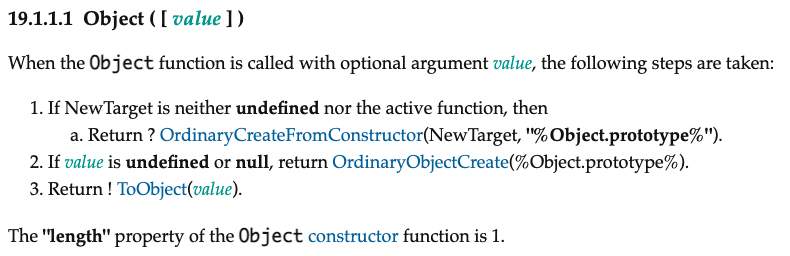 19.1.1.1 Object ( [ value ] )
When the Object function is called with optional argument value, the following steps are taken:
1. If NewTarget is neither undefined nor the active function, then
a. Return ? OrdinaryCreateFromConstructor(NewTarget, "%Object.prototype%").
2. If value is undefined or null, return OrdinaryObjectCreate(%Object.prototype%).
3. Return ! ToObject(value).
The "length" property of the Object constructor function is 1.